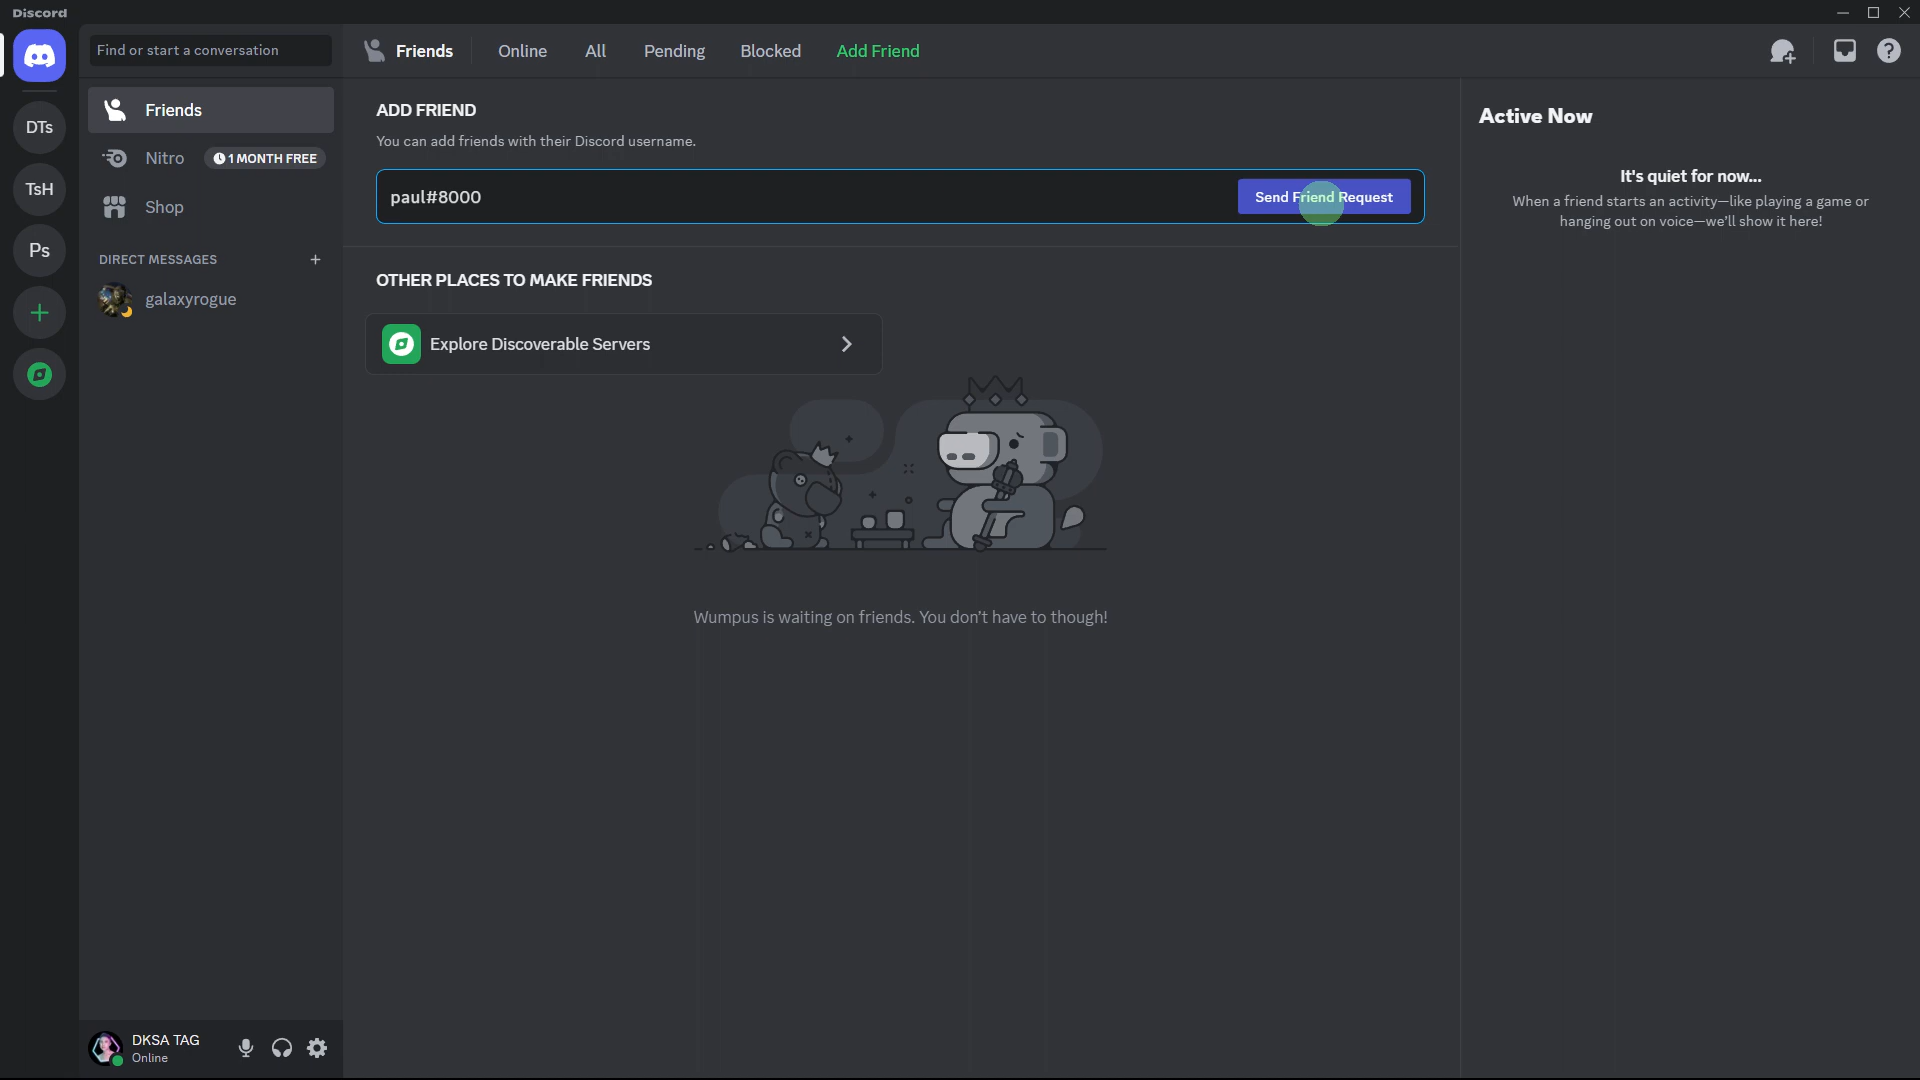 Discord
Find or start a conversation
Friends
Online
All
Pending
Blocked
Add Friend
DTs
TsH
Ps
Friends
Nitro
1 MONTH FREE
Shop
DIRECT MESSAGES
galaxyrogue
ADD FRIEND
You can add friends with their Discord username.
paul#8000
Send Friend Request
OTHER PLACES TO MAKE FRIENDS
Explore Discoverable Servers
Wumpus is waiting on friends. You don't have to though!
Active Now
It's quiet for now...
When a friend starts an activity—like playing a game or
hanging out on voice—we'll show it here!
DKSA TAG
Online